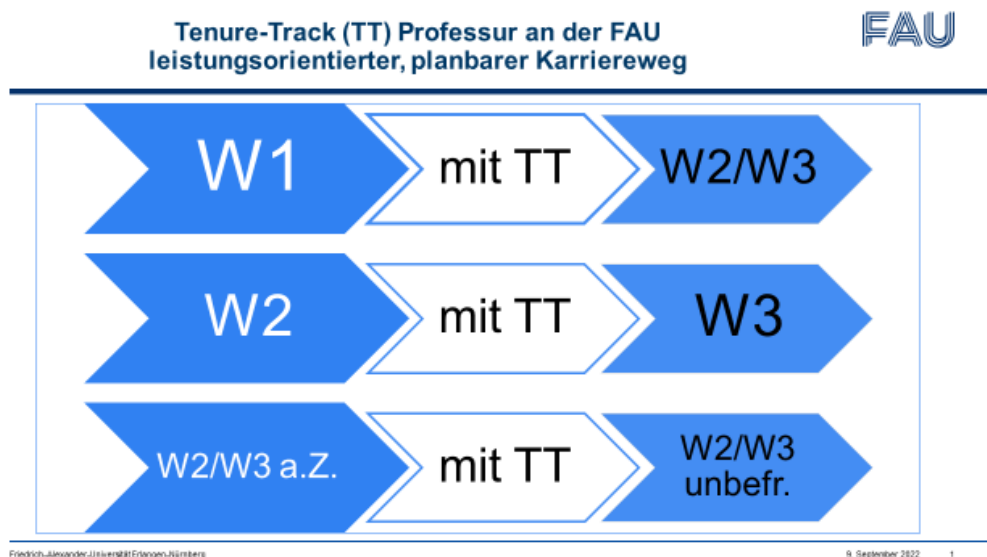 Tenure-Track (TT) Professur an der FAU
leistungsorientierter, planbarer Karriereweg
FAU
W1
mit TT
W2/W3
W2
mit TT
W3
W2/W3 a.Z.
mit TT
W2/W3
unbefr.
Friedrich-Alexander-Universität Erlangen-Nürnberg
9. September 2022
1